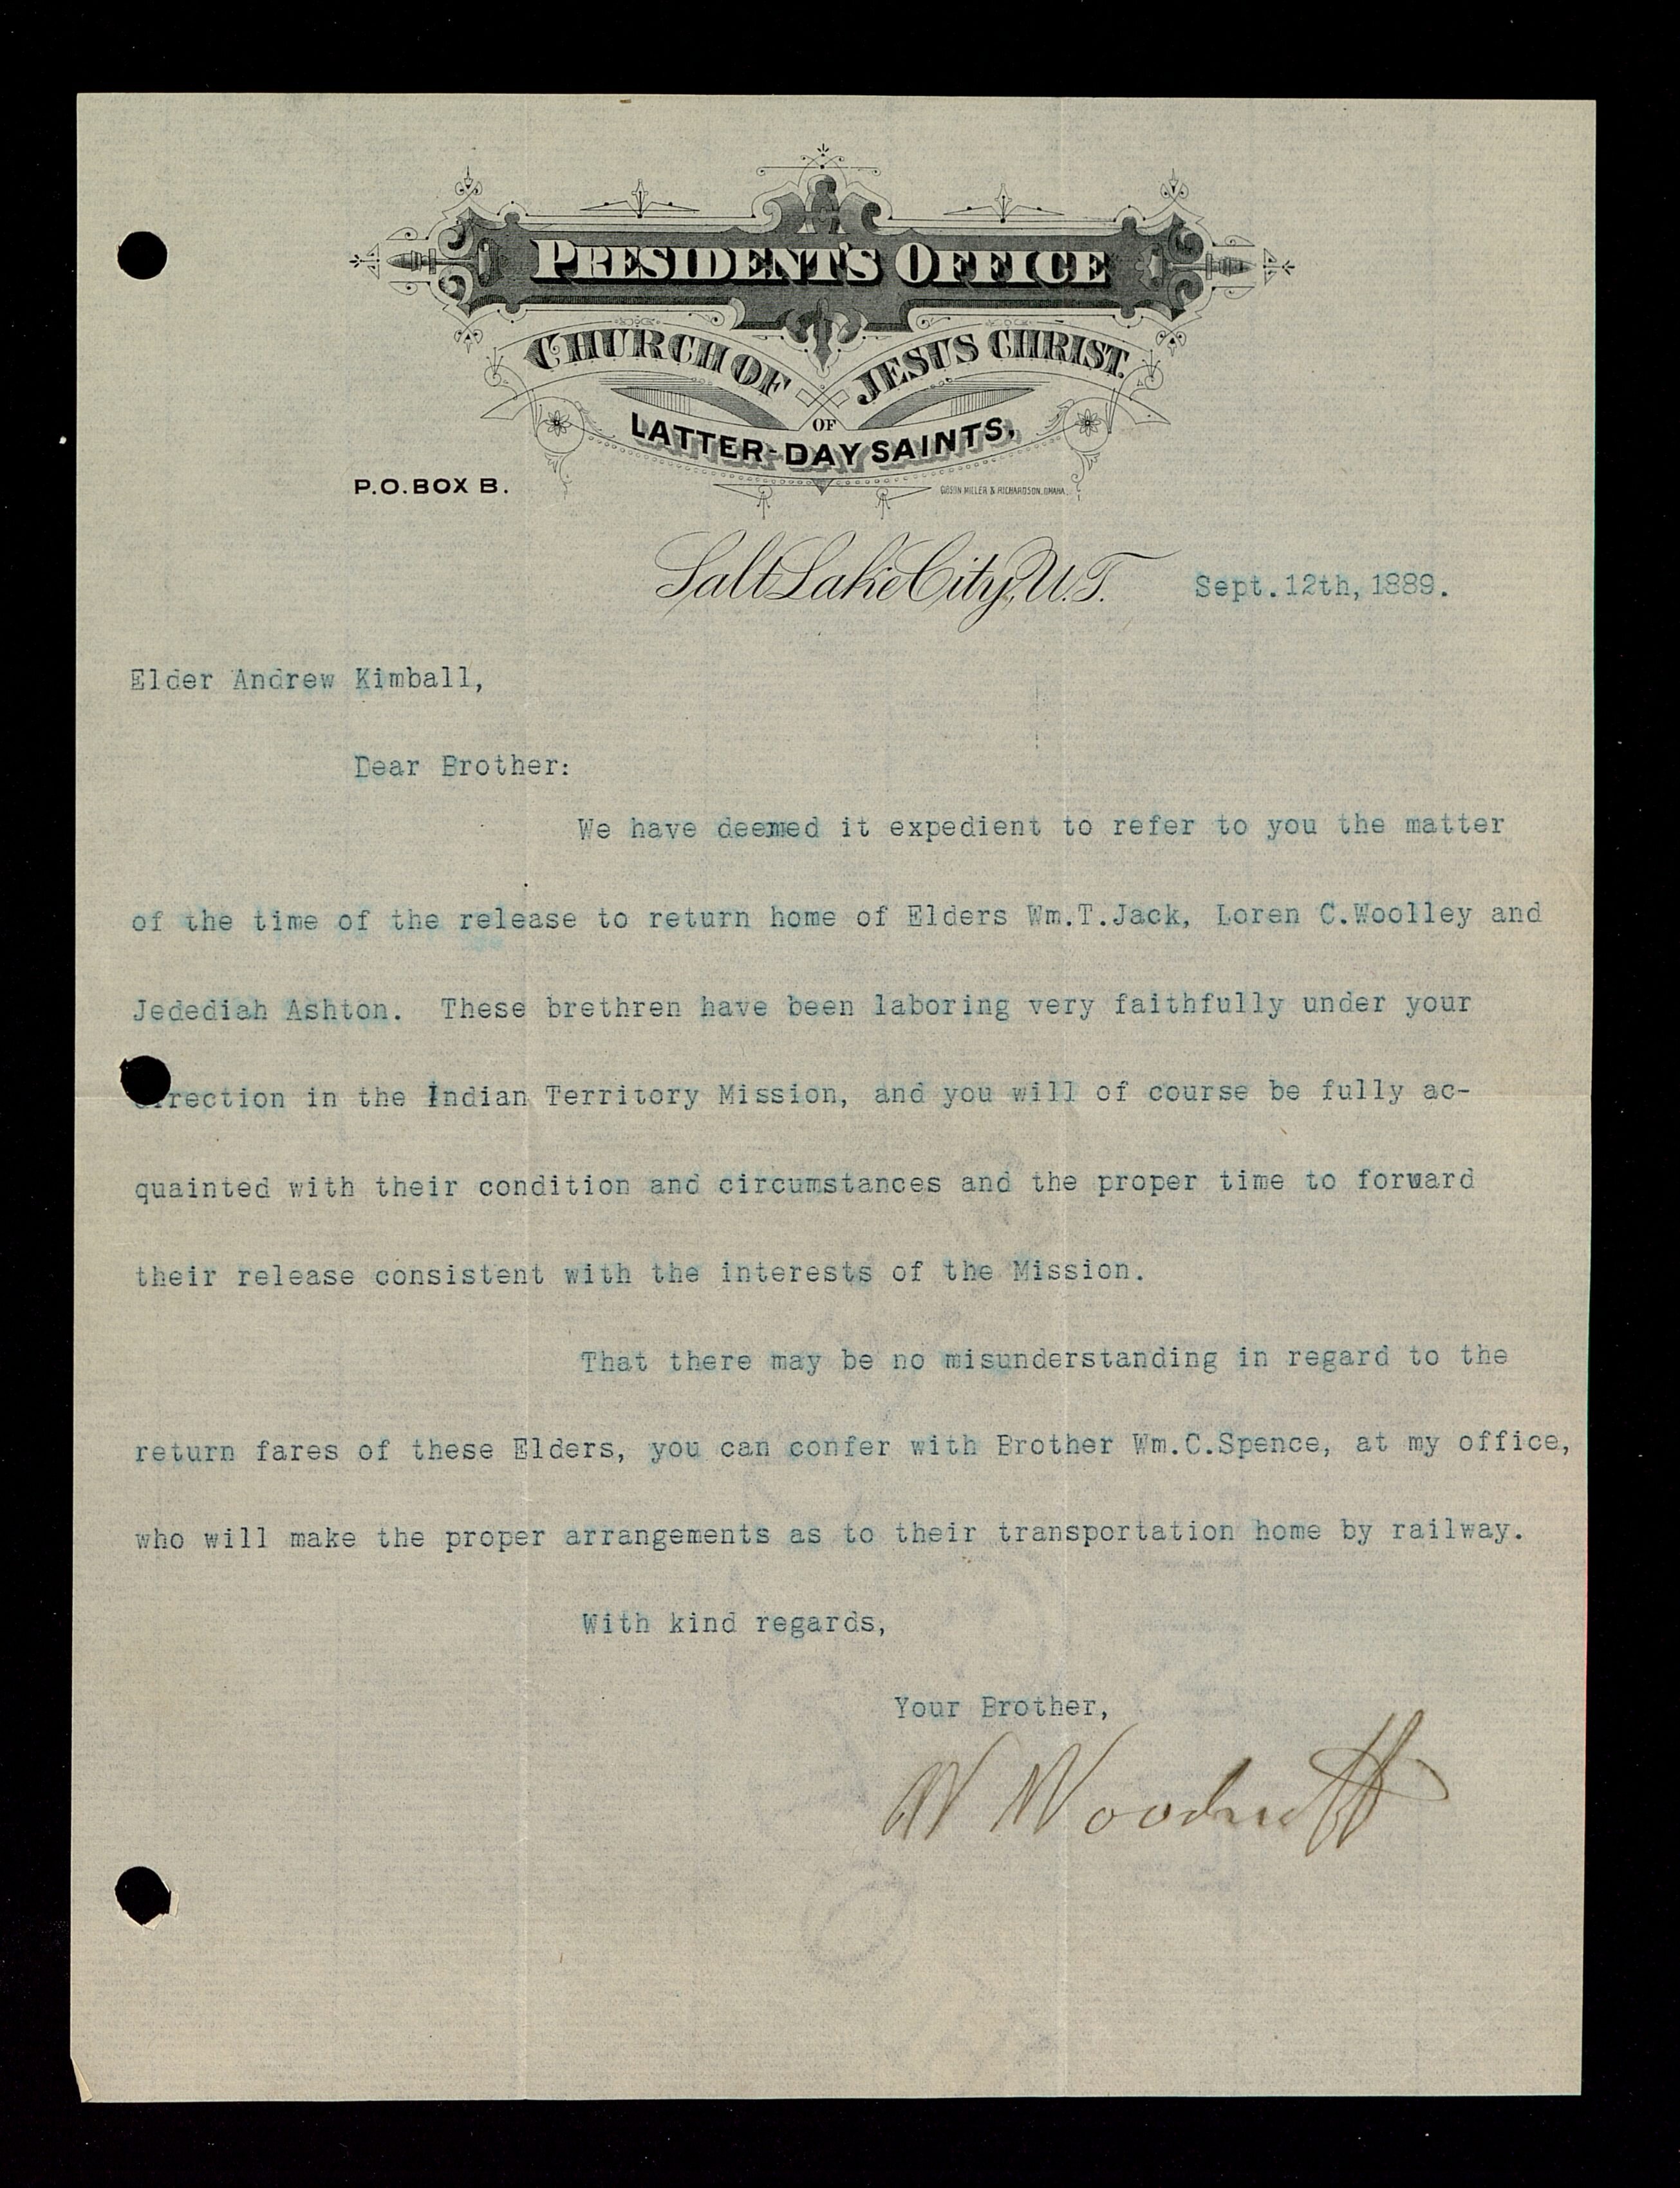 PRESIDENT'S OFFICE
CHURCH OF JESUS CHRIST
OF
LATTER-DAY SAINTS,
P.O. BOX B.
Salt Lake City, U.T. Sept.12th, 1889.
Elder Andrew Kimball,
Dear Brother:
We have deemed it expedient to refer to you the matter
of the time of the release to return home of Elders Wm.T.Jack, Loren C.Woolley and
Jedediah Ashton. These brethren have been laboring very faithfully under your
direction in the Indian Territory Mission, and you will of course be fully ac-
quainted with their condition and circumstances and the proper time to forward
their release consistent with the interests of the Mission.
That there may be no misunderstanding in regard to the
return fares of these Elders, you can confer with Brother Wm.C.Spence, at my office,
who will make the proper arrangements as to their transportation home by railway.
With kind regards,
Your Brother,
W Woodruff